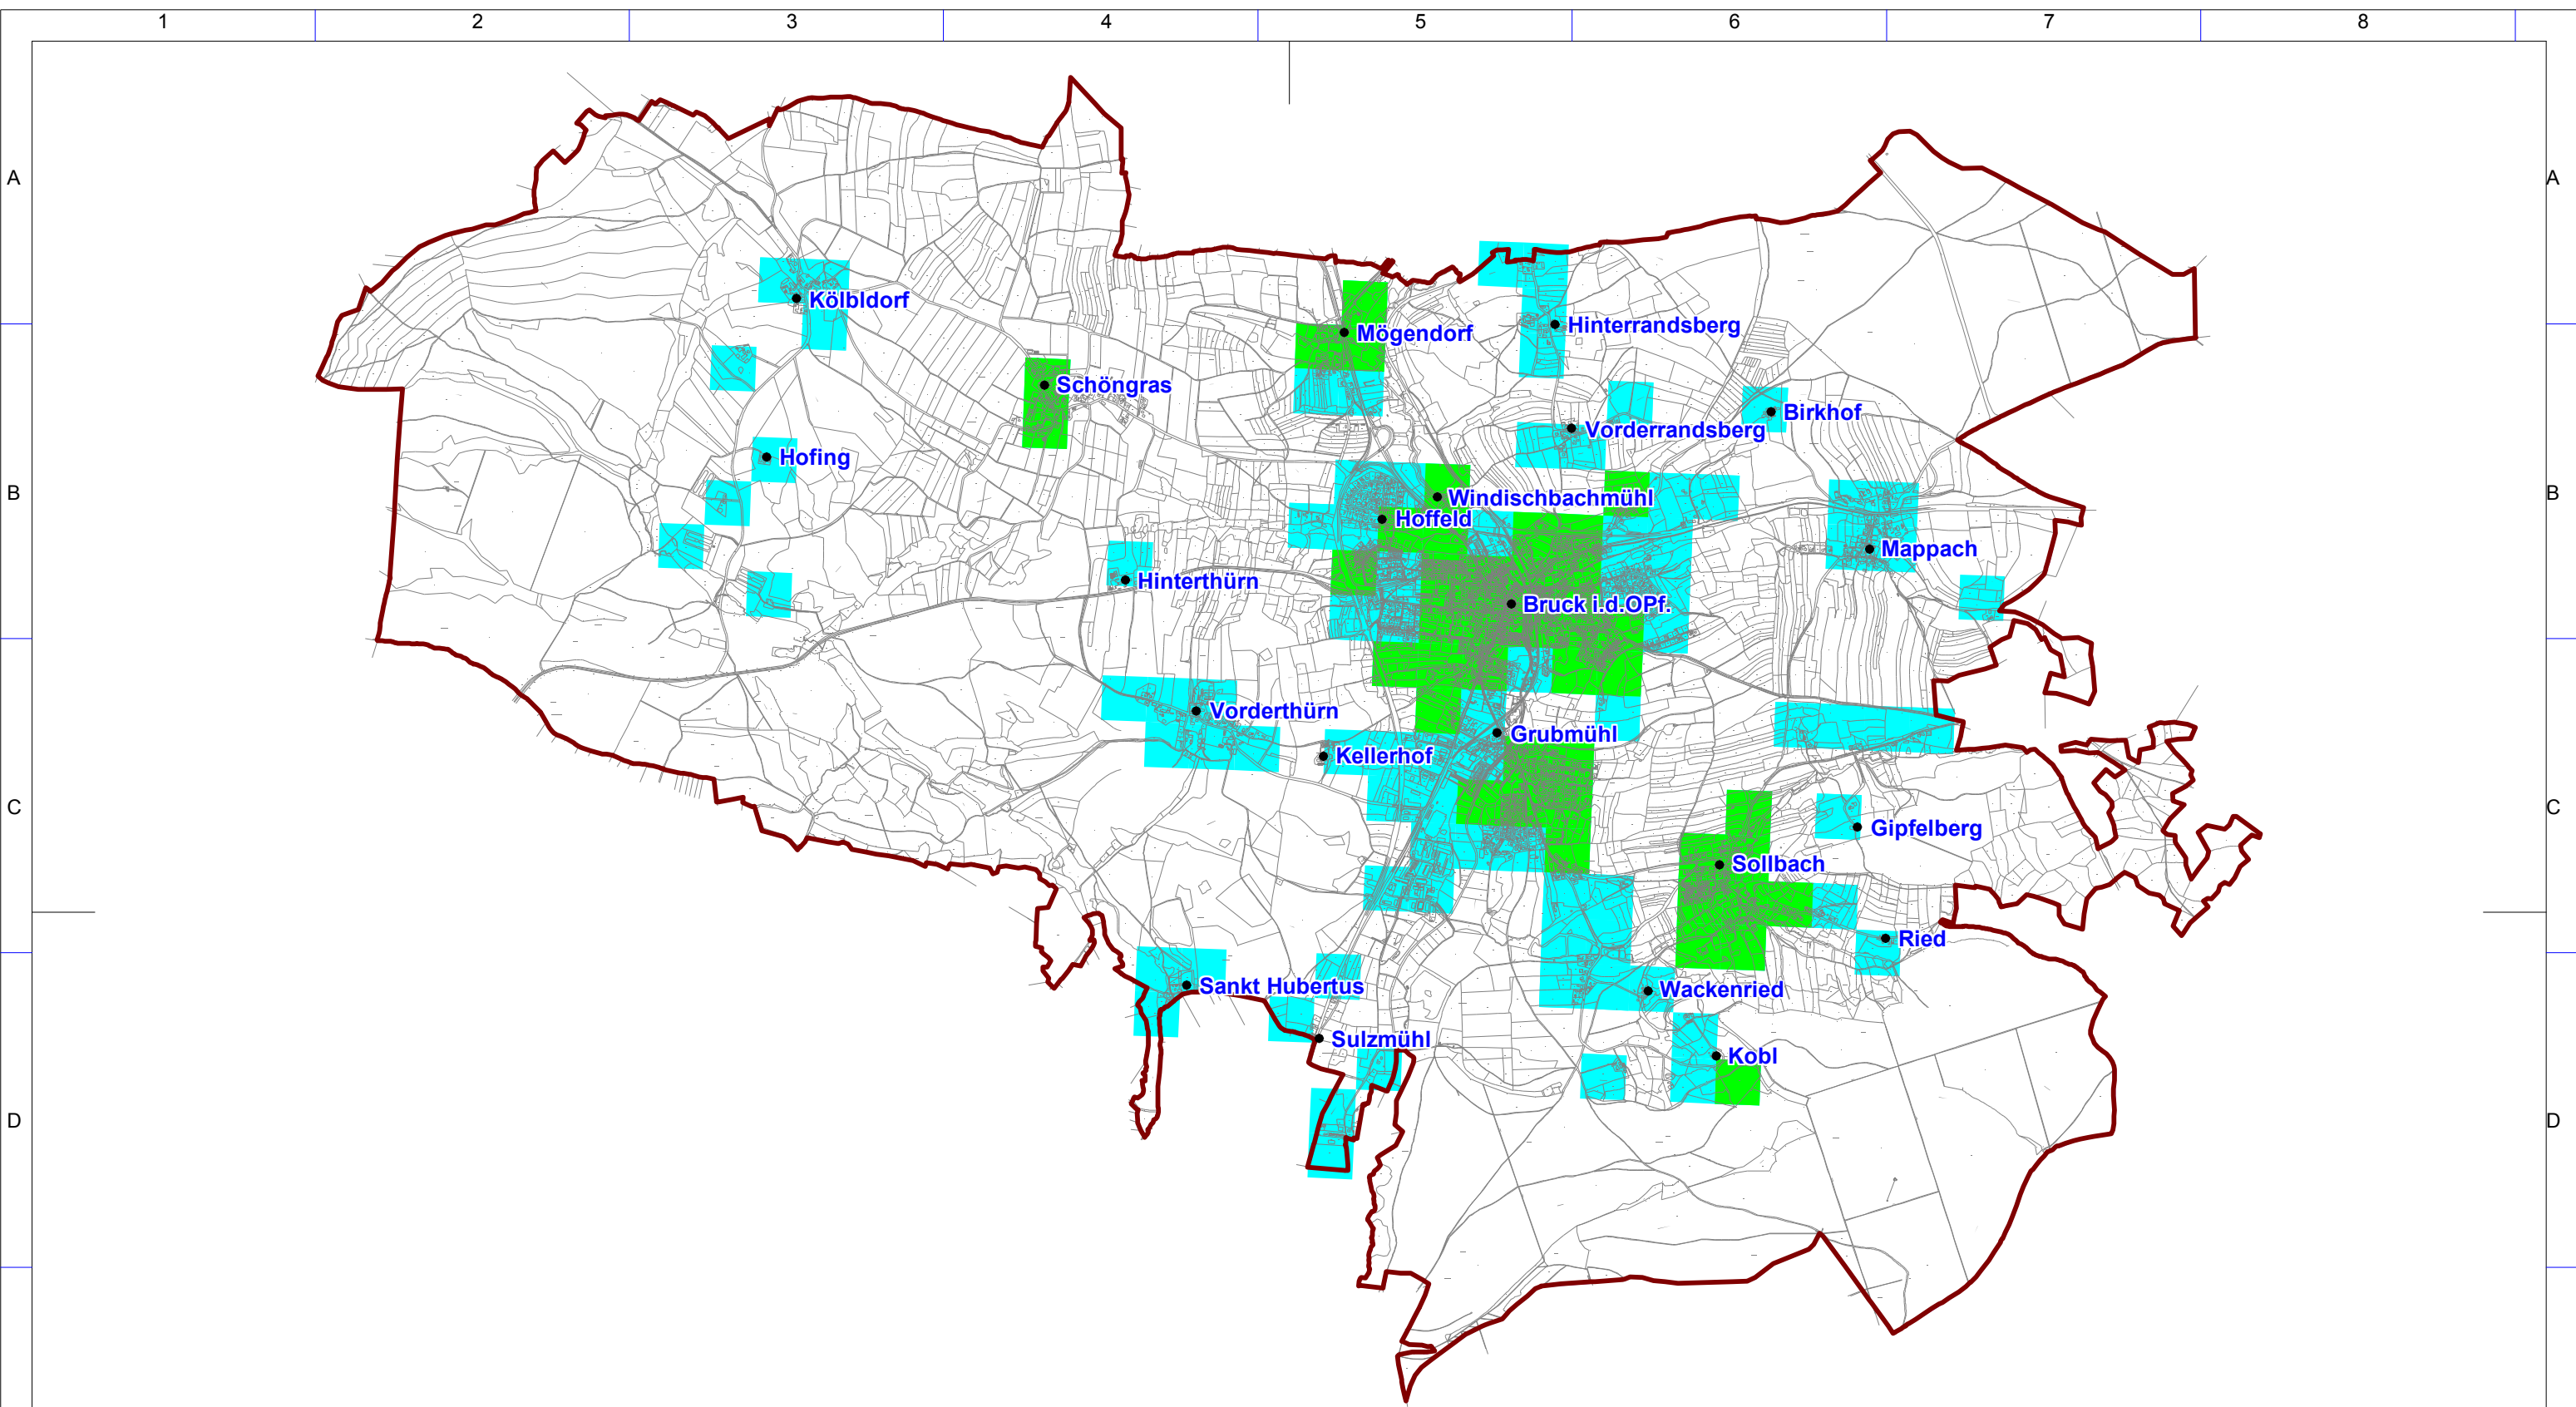 1 2 3 4 5 6 7 8
A A
Kölbldorf
Hinterrandsberg
Mögendorf
Schöngras
Birkhof
Vorderrandsberg
Hofing
B B
Windischbachmühl
Hoffeld
Mappach
Hinterthürn
Bruck i.d.OPf.
Vorderthürn
Grubmühl
Kellerhof
C C
Gipfelberg
Sollbach
Ried
Sankt Hubertus
Wackenried
Sulzmühl
Kobl
D D